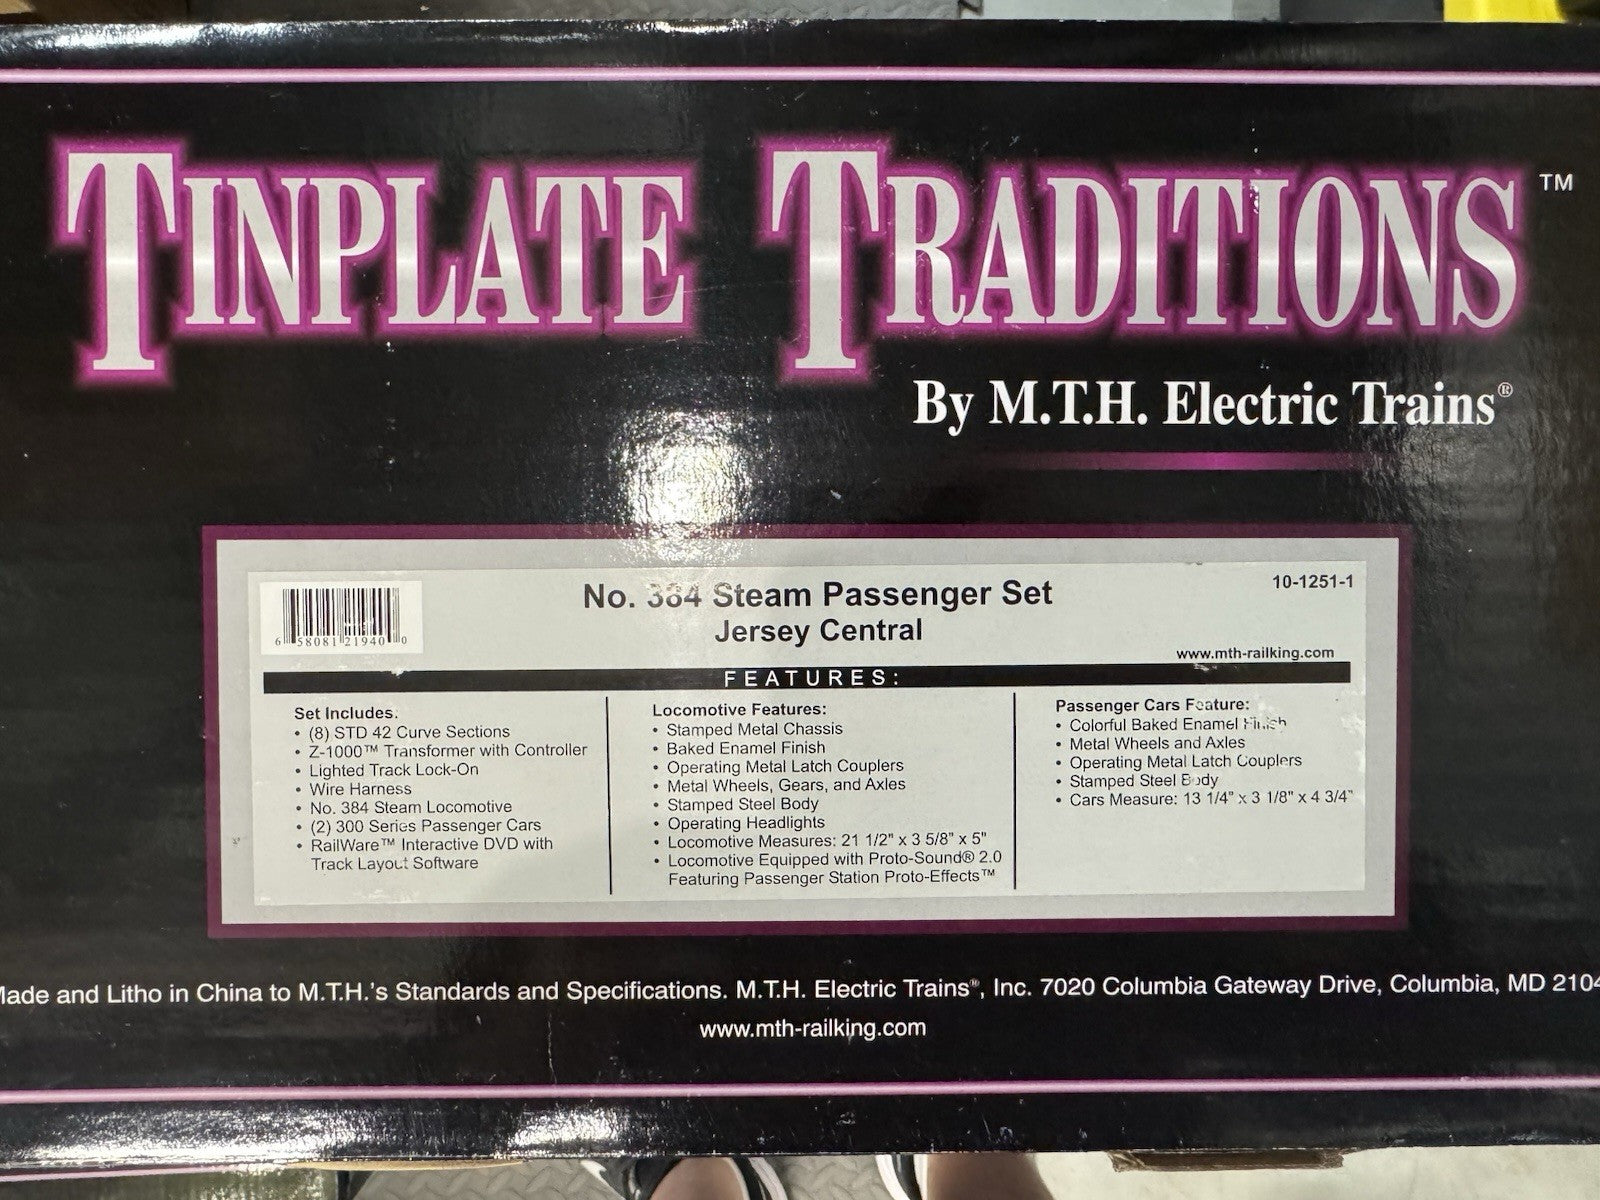 TINPLATE TRADITIONS™
By M.T.H. Electric Trains®
6 58081 21940 0
No. 384 Steam Passenger Set
Jersey Central
10-1251-1
www.mth-railking.com
FEATURES:
Set Includes:
• (8) STD 42 Curve Sections
• Z-1000™ Transformer with Controller
• Lighted Track Lock-On
• Wire Harness
• No. 384 Steam Locomotive
• (2) 300 Series Passenger Cars
• RailWare™ Interactive DVD with
Track Layout Software
Locomotive Features:
• Stamped Metal Chassis
• Baked Enamel Finish
• Operating Metal Latch Couplers
• Metal Wheels, Gears, and Axles
• Stamped Steel Body
• Operating Headlights
• Locomotive Measures: 21 1/2" x 3 5/8" x 5"
• Locomotive Equipped with Proto-Sound® 2.0
Featuring Passenger Station Proto-Effects™
Passenger Cars Feature:
• Colorful Baked Enamel Finish
• Metal Wheels and Axles
• Operating Metal Latch Couplers
• Stamped Steel Body
• Cars Measure: 13 1/4" x 3 1/8" x 4 3/4"
Made and Litho in China to M.T.H.'s Standards and Specifications. M.T.H. Electric Trains®, Inc. 7020 Columbia Gateway Drive, Columbia, MD 2104
www.mth-railking.com